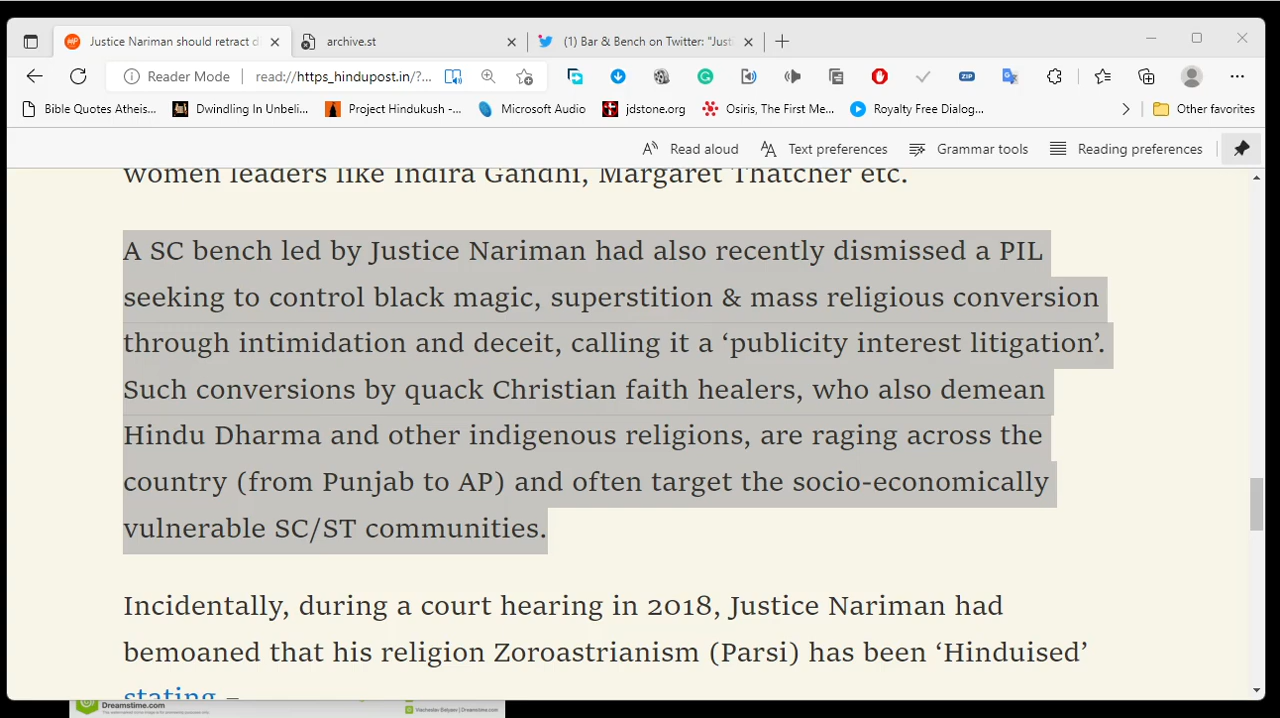 Justice Nariman should retract d
archive.st
(1) Bar & Bench on Twitter: "Just
Reader Mode
read://https_hindupost.in/?...
ZIP
Bible Quotes Atheis...
Dwindling In Unbeli...
Project Hindukush -...
Microsoft Audio
jdstone.org
Osiris, The First Me...
Royalty Free Dialog...
Other favorites
Read aloud
Text preferences
Grammar tools
Reading preferences
women leaders like Indira Gandhi, Margaret Thatcher etc.
A SC bench led by Justice Nariman had also recently dismissed a PIL
seeking to control black magic, superstition & mass religious conversion
through intimidation and deceit, calling it a ‘publicity interest litigation’.
Such conversions by quack Christian faith healers, who also demean
Hindu Dharma and other indigenous religions, are raging across the
country (from Punjab to AP) and often target the socio-economically
vulnerable SC/ST communities.
Incidentally, during a court hearing in 2018, Justice Nariman had
bemoaned that his religion Zoroastrianism (Parsi) has been ‘Hinduised’
stating –
Dreamstime.com